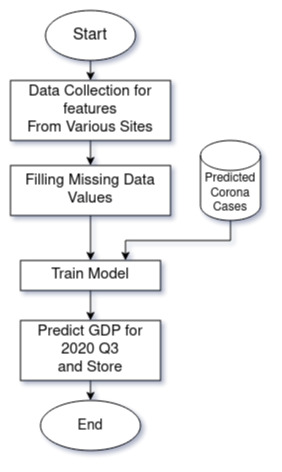 Start
Data Collection for
features
From Various Sites
Filling Missing Data
Values
Predicted
Corona
Cases
Train Model
Predict GDP for
2020 Q3
and Store
End